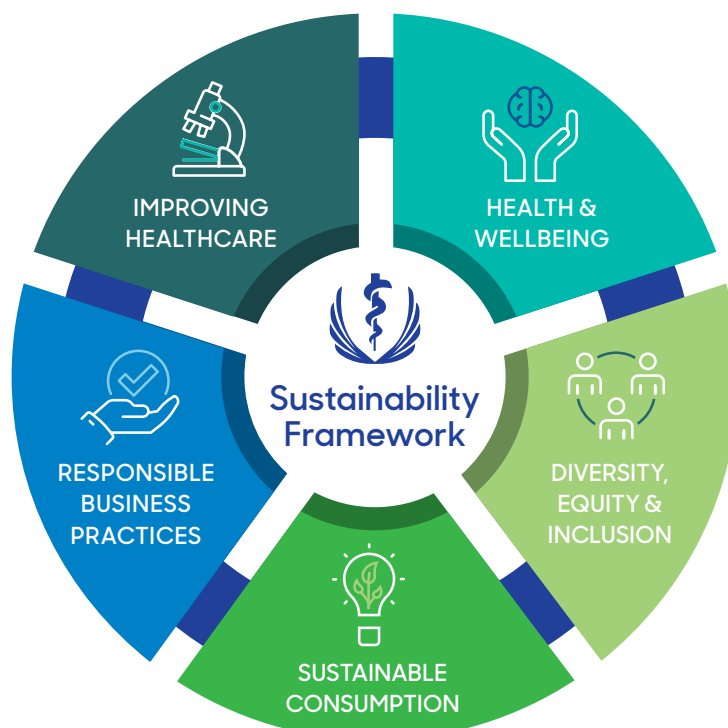 IMPROVING
HEALTHCARE
HEALTH &
WELLBEING
Sustainability
Framework
RESPONSIBLE
BUSINESS
PRACTICES
DIVERSITY,
EQUITY &
INCLUSION
SUSTAINABLE
CONSUMPTION